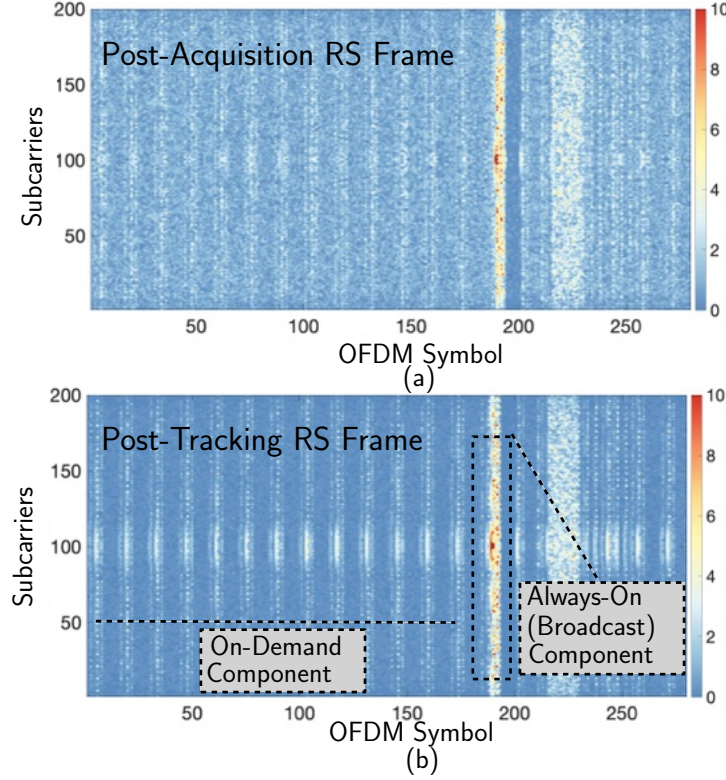 200
150
100
50
Subcarriers
Post-Acquisition RS Frame
10
8
6
4
2
0
50 100 150 200 250
OFDM Symbol
(a)
200
150
100
50
Subcarriers
Post-Tracking RS Frame
On-Demand
Component
Always-On
(Broadcast)
Component
10
8
6
4
2
0
50 100 150 200 250
OFDM Symbol
(b)